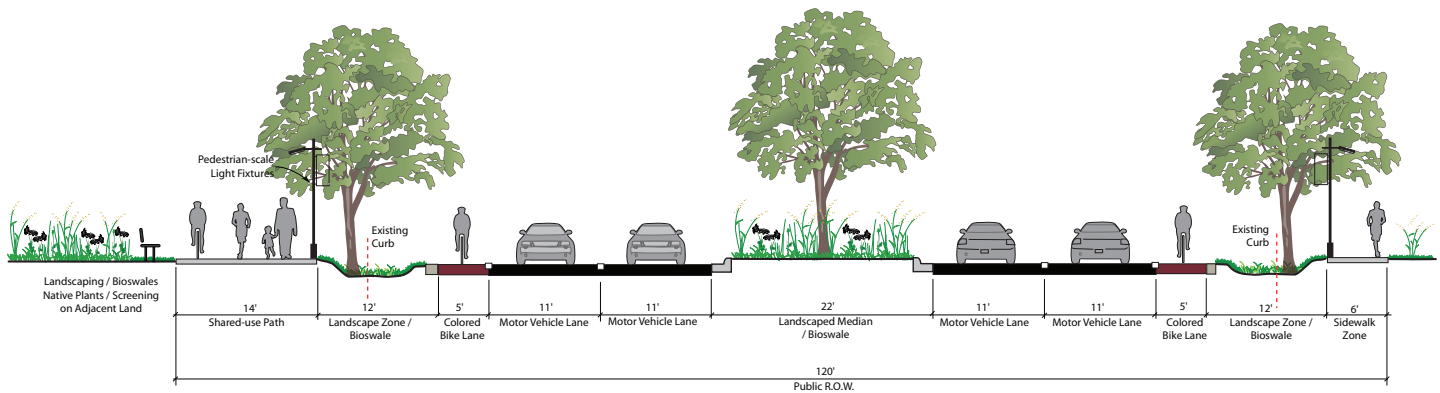 Pedestrian-scale
Light Fixtures
Existing
Curb
Existing
Curb
Landscaping / Bioswales
Native Plants / Screening
on Adjacent Land
14'
Shared-use Path
12'
Landscape Zone /
Bioswale
5'
Colored
Bike Lane
11'
Motor Vehicle Lane
11'
Motor Vehicle Lane
22'
Landscaped Median
/ Bioswale
11'
Motor Vehicle Lane
11'
Motor Vehicle Lane
5'
Colored
Bike Lane
12'
Landscape Zone /
Bioswale
6'
Sidewalk
Zone
120'
Public R.O.W.